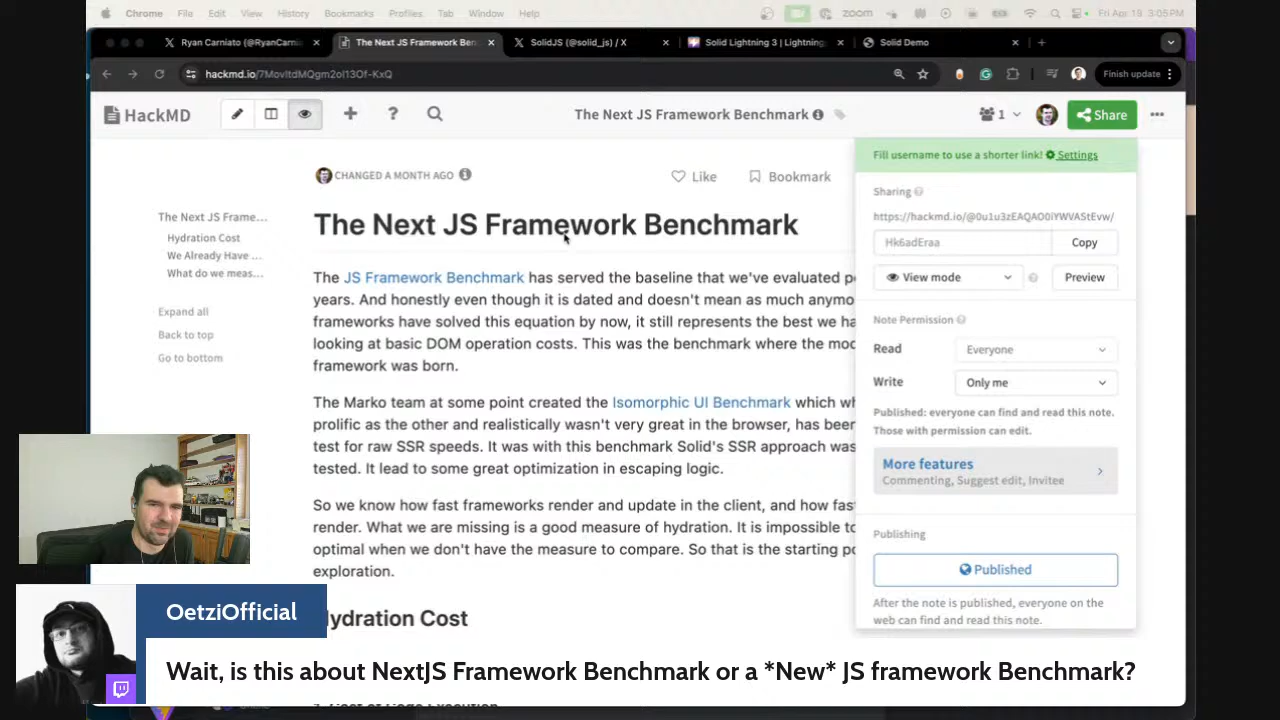 Chrome File Edit View History Bookmarks Profiles Tab Window Help zoom Fri Apr 19 3:05 PM
Ryan Carniato (@RyanCarni
The Next JS Framework Ben
SolidJS (@solid_js) / X
Solid Lightning 3 | Lightning
Solid Demo
Finish update
HackMD
The Next JS Framework Benchmark
1
Share
Fill username to use a shorter link! Settings
CHANGED A MONTH AGO
Like
Bookmark
Sharing
The Next JS Frame...
Hydration Cost
We Already Have ...
What do we meas...
Expand all
Back to top
Go to bottom
The Next JS Framework Benchmark
The JS Framework Benchmark has served the baseline that we've evaluated pe
years. And honestly even though it is dated and doesn't mean as much anymo
frameworks have solved this equation by now, it still represents the best we ha
looking at basic DOM operation costs. This was the benchmark where the mod
framework was born.
The Marko team at some point created the Isomorphic UI Benchmark which wh
prolific as the other and realistically wasn't very great in the browser, has been
test for raw SSR speeds. It was with this benchmark Solid's SSR approach was
tested. It lead to some great optimization in escaping logic.
So we know how fast frameworks render and update in the client, and how fast
render. What we are missing is a good measure of hydration. It is impossible to
optimal when we don't have the measure to compare. So that is the starting po
exploration.
ydration Cost
Hk6adEraa
Copy
View mode
Preview
Note Permission
Read
Everyone
Write
Only me
Published: everyone can find and read this note.
Those with permission can edit.
More features
Commenting, Suggest edit, Invitee
Publishing
Published
After the note is published, everyone on the
web can find and read this note.
OetziOfficial
Wait, is this about NextJS Framework Benchmark or a *New* JS framework Benchmark?